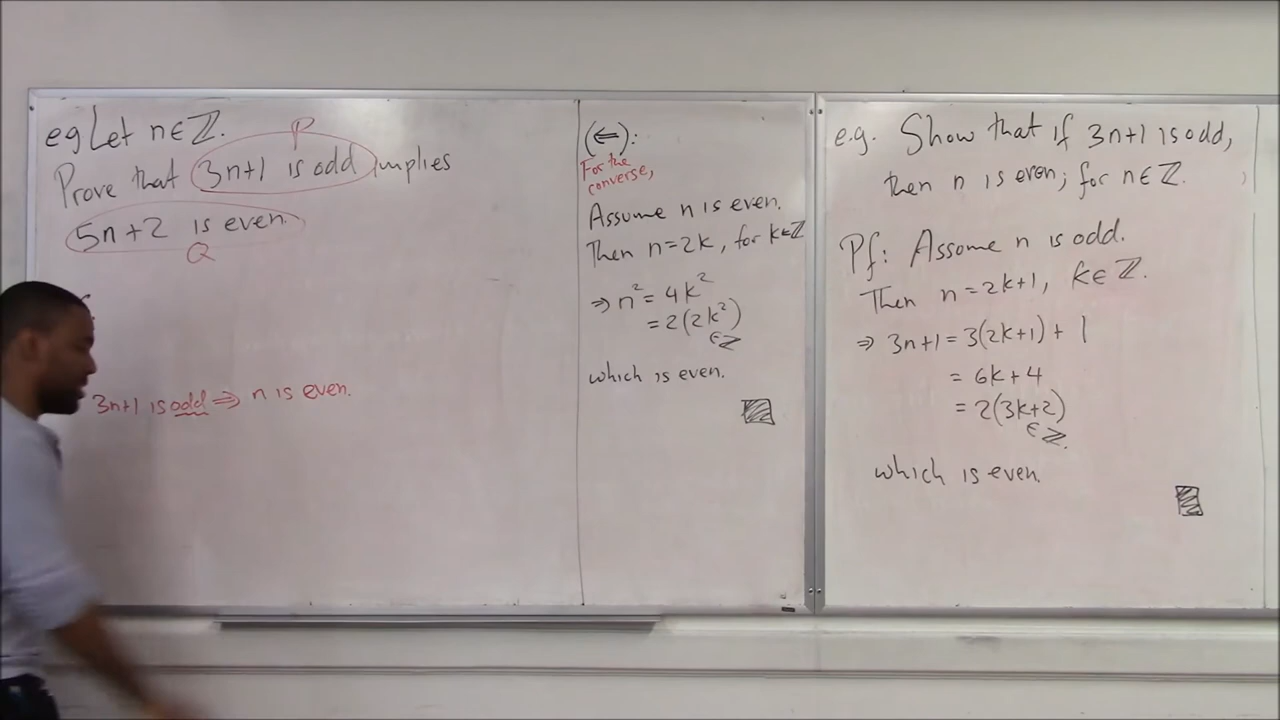 eg Let n∈ℤ.
P
Prove that 3n+1 is odd implies
5n+2 is even.
Q
3n+1 is odd ⇒ n is even.
(⇐):
For the
converse,
Assume n is even.
Then n=2k, for k∈ℤ
⇒ n² = 4k²
= 2(2k²)
∈ℤ
which is even.
e.g. Show that if 3n+1 is odd,
then n is even; for n∈ℤ.
Pf: Assume n is odd.
Then n=2k+1, k∈ℤ.
⇒ 3n+1 = 3(2k+1) + 1
= 6k+4
= 2(3k+2)
∈ℤ.
which is even.